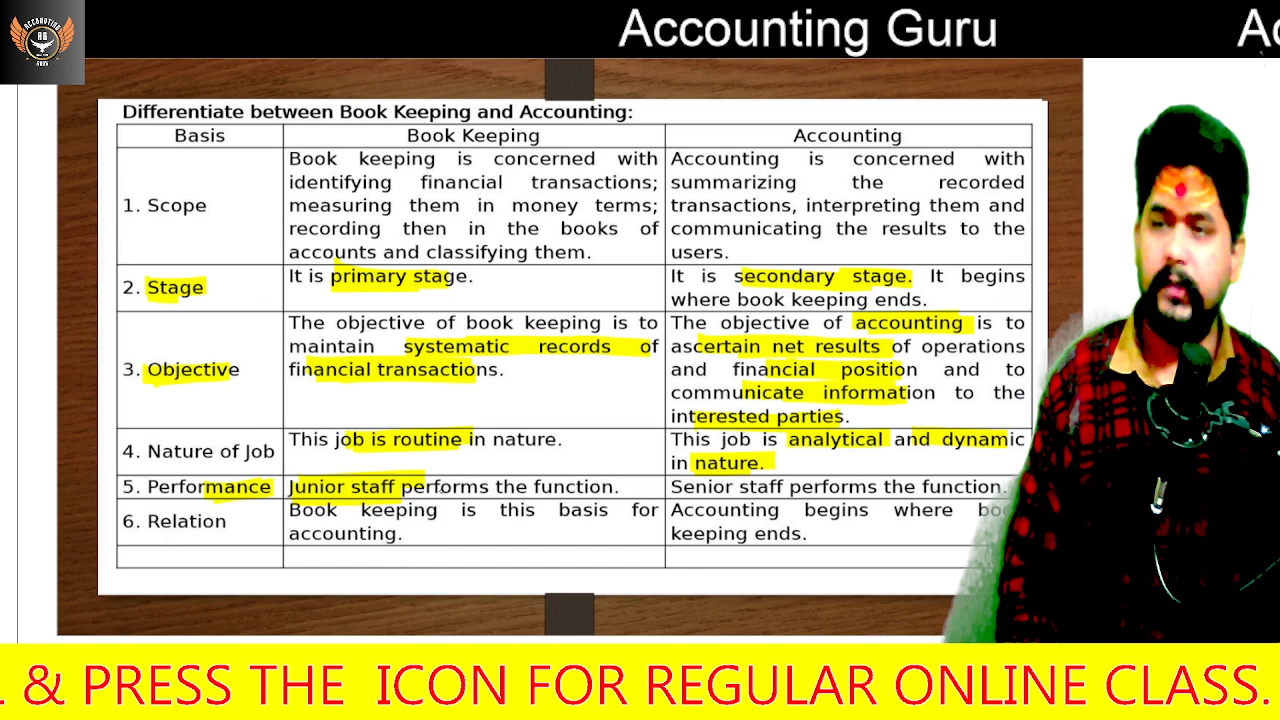 Accounting Guru
ACCOUNTING
AG
GURU
Differentiate between Book Keeping and Accounting:
Basis
Book Keeping
Accounting
1. Scope
Book keeping is concerned with
identifying financial transactions;
measuring them in money terms;
recording then in the books of
accounts and classifying them.
Accounting is concerned with
summarizing the recorded
transactions, interpreting them and
communicating the results to the
users.
2. Stage
It is primary stage.
It is secondary stage. It begins
where book keeping ends.
3. Objective
The objective of book keeping is to
maintain systematic records of
financial transactions.
The objective of accounting is to
ascertain net results of operations
and financial position and to
communicate information to the
interested parties.
4. Nature of Job
This job is routine in nature.
This job is analytical and dynamic
in nature.
5. Performance
Junior staff performs the function.
Senior staff performs the function.
6. Relation
Book keeping is this basis for
accounting.
Accounting begins where book
keeping ends.
& PRESS THE ICON FOR REGULAR ONLINE CLASS.